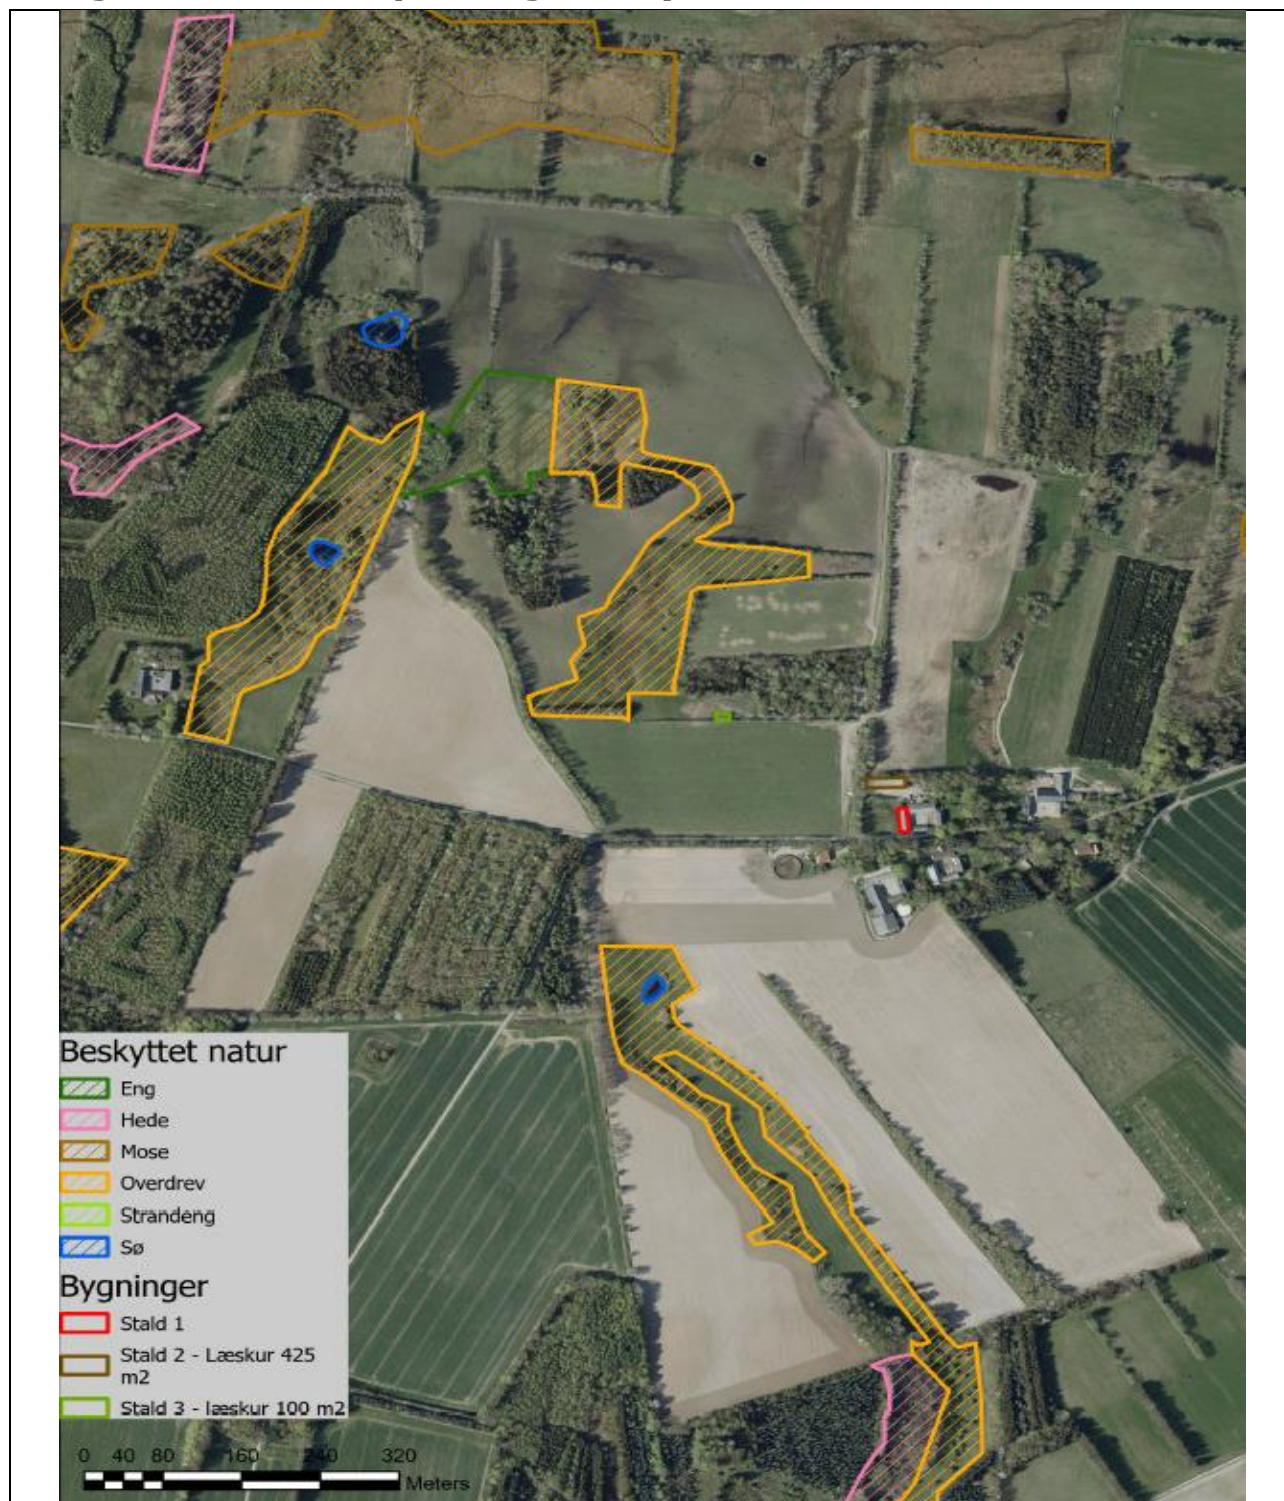 Beskyttet natur
Eng
Hede
Mose
Overdrev
Strandeng
Sø
Bygninger
Stald 1
Stald 2 - Læskur 425
m2
Stald 3 - læskur 100 m2
0 40 80 160 240 320
Meters